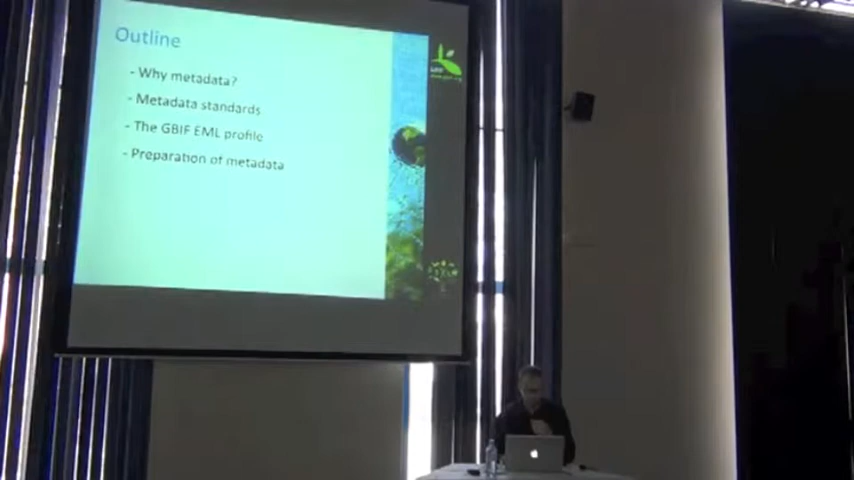 Outline
- Why metadata?
- Metadata standards
- The GBIF EML profile
- Preparation of metadata